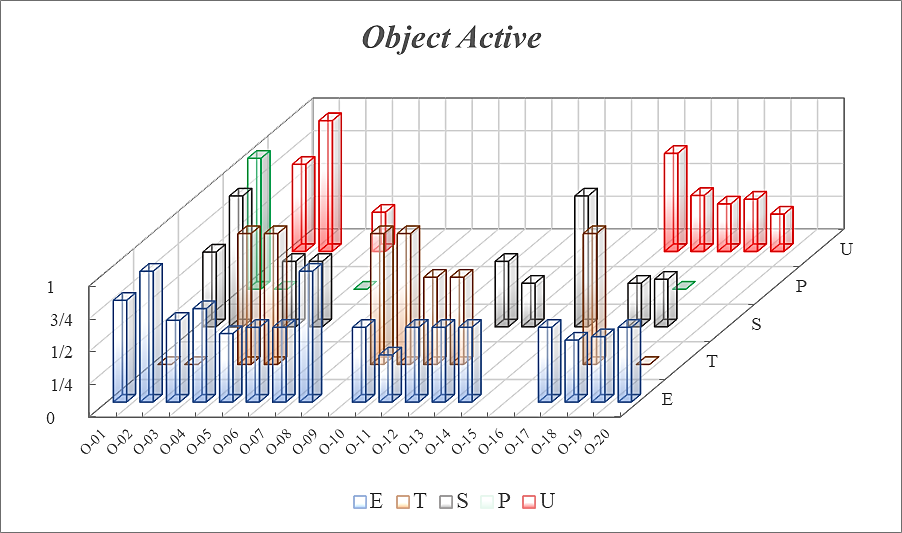 Object Active
1
3/4
1/2
1/4
0
O-01
O-02
O-03
O-04
O-05
O-06
O-07
O-08
O-09
O-10
O-11
O-12
O-13
O-14
O-15
O-16
O-17
O-18
O-19
O-20
E
T
S
P
U
E T S P U